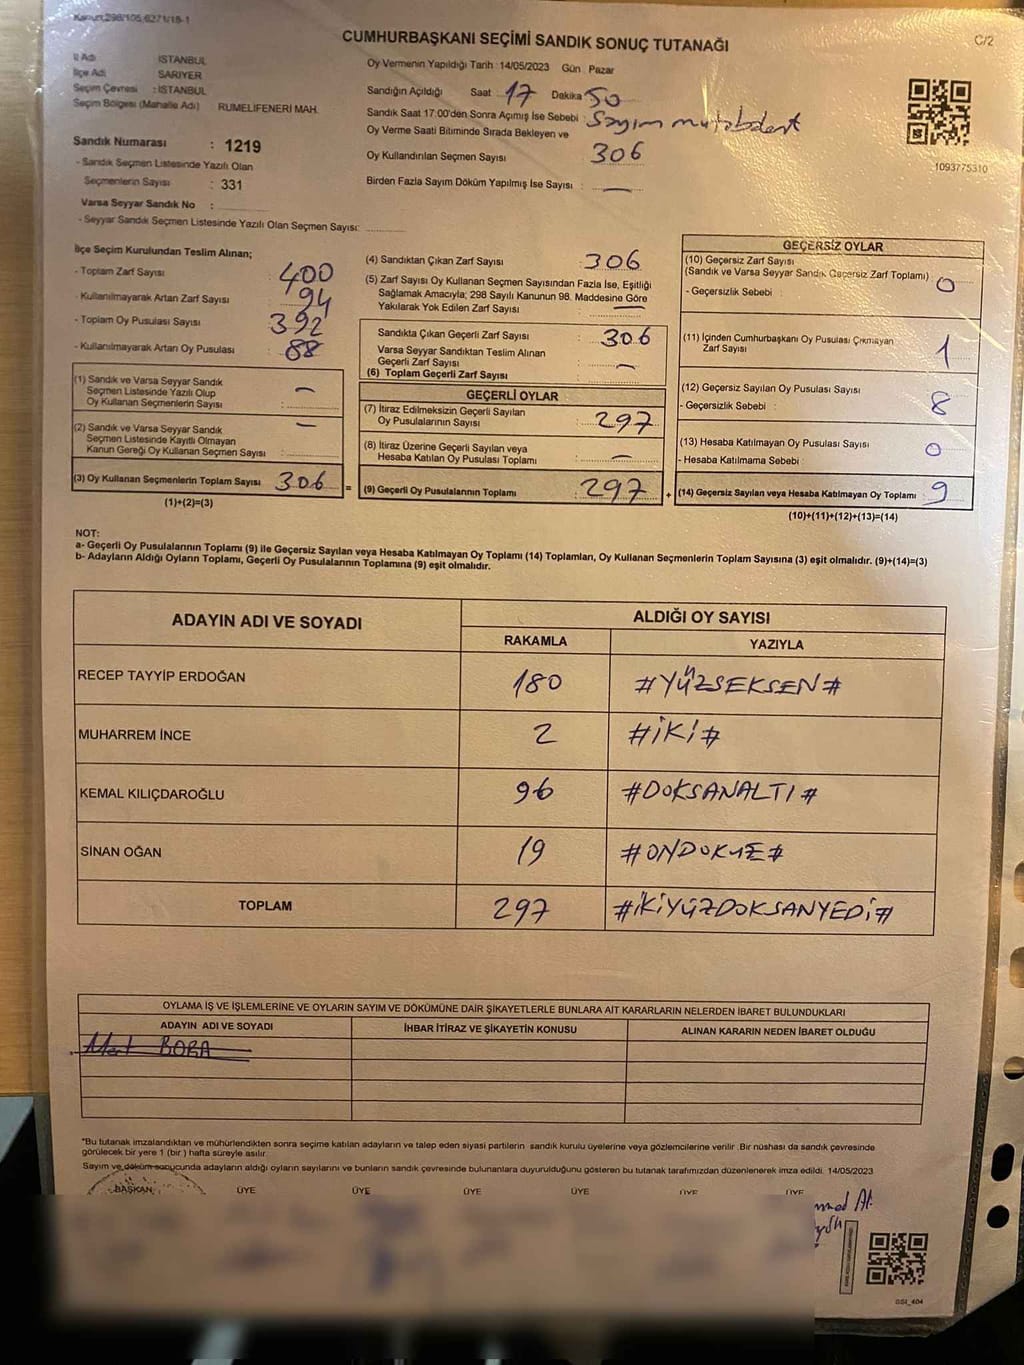 Kanun:298/105,6271/18-1
C/2
CUMHURBAŞKANI SEÇİMİ SANDIK SONUÇ TUTANAĞI
İl Adı : İSTANBUL
İlçe Adı : SARIYER
Seçim Çevresi : İSTANBUL
Seçim Bölgesi (Mahalle Adı) : RUMELİFENERİ MAH.
Sandık Numarası : 1219
- Sandık Seçmen Listesinde Yazılı Olan
Seçmenlerin Sayısı : 331
Varsa Seyyar Sandık No :
- Seyyar Sandık Seçmen Listesinde Yazılı Olan Seçmen Sayısı:
Oy Vermenin Yapıldığı Tarih :14/05/2023 Gün : Pazar
Sandığın Açıldığı Saat 17 Dakika 50
Sandık Saat 17:00'den Sonra Açımış İse Sebebi : Sayım
Oy Verme Saati Bitiminde Sırada Bekleyen ve
Oy Kullandırılan Seçmen Sayısı : 306
Birden Fazla Sayım Döküm Yapılmış İse Sayısı : —
1093775310
İlçe Seçim Kurulundan Teslim Alınan;
- Toplam Zarf Sayısı : 400
- Kullanılmayarak Artan Zarf Sayısı : 94
- Toplam Oy Pusulası Sayısı : 392
- Kullanılmayarak Artan Oy Pusulası : 88
(1) Sandık ve Varsa Seyyar Sandık
Seçmen Listesinde Yazılı Olup
Oy Kullanan Seçmenlerin Sayısı : —
(2) Sandık ve Varsa Seyyar Sandık
Seçmen Listesinde Kayıtlı Olmayan
Kanun Gereği Oy Kullanan Seçmen Sayısı : —
(3) Oy Kullanan Seçmenlerin Toplam Sayısı 306
(1)+(2)=(3)
=
(4) Sandıktan Çıkan Zarf Sayısı : 306
(5) Zarf Sayısı Oy Kullanan Seçmen Sayısından Fazla İse, Eşitliği
Sağlamak Amacıyla; 298 Sayılı Kanunun 98. Maddesine Göre
Yakılarak Yok Edilen Zarf Sayısı : —
Sandıkta Çıkan Geçerli Zarf Sayısı : 306
Varsa Seyyar Sandıktan Teslim Alınan
Geçerli Zarf Sayısı : —
(6) Toplam Geçerli Zarf Sayısı :
GEÇERLİ OYLAR
(7) İtiraz Edilmeksizin Geçerli Sayılan
Oy Pusulalarının Sayısı : 297
(8) İtiraz Üzerine Geçerli Sayılan veya
Hesaba Katılan Oy Pusulası Toplamı : —
(9) Geçerli Oy Pusulalarının Toplamı : 297
+
GEÇERSİZ OYLAR
(10) Geçersiz Zarf Sayısı
(Sandık ve Varsa Seyyar Sandık Geçersiz Zarf Toplamı) : 0
- Geçersizlik Sebebi :
(11) İçinden Cumhurbaşkanı Oy Pusulası Çıkmayan
Zarf Sayısı : 1
(12) Geçersiz Sayılan Oy Pusulası Sayısı : 8
- Geçersizlik Sebebi :
(13) Hesaba Katılmayan Oy Pusulası Sayısı : 0
- Hesaba Katılmama Sebebi :
(14) Geçersiz Sayılan veya Hesaba Katılmayan Oy Toplamı : 9
(10)+(11)+(12)+(13)=(14)
NOT:
a- Geçerli Oy Pusulalarının Toplamı (9) ile Geçersiz Sayılan veya Hesaba Katılmayan Oy Toplamı (14) Toplamları, Oy Kullanan Seçmenlerin Toplam Sayısına (3) eşit olmalıdır. (9)+(14)=(3)
b- Adayların Aldığı Oyların Toplamı, Geçerli Oy Pusulalarının Toplamına (9) eşit olmalıdır.
ADAYIN ADI VE SOYADI ALDIĞI OY SAYISI
RAKAMLA YAZIYLA
RECEP TAYYİP ERDOĞAN 180 #YÜZSEKSEN#
MUHARREM İNCE 2 #İKİ#
KEMAL KILIÇDAROĞLU 96 #DOKSANALTI#
SİNAN OĞAN 19 #ONDOKUZ#
TOPLAM 297 #İKİYÜZDOKSANYEDİ#
OYLAMA İŞ VE İŞLEMLERİNE VE OYLARIN SAYIM VE DÖKÜMÜNE DAİR ŞİKAYETLERLE BUNLARA AİT KARARLARIN NELERDEN İBARET BULUNDUKLARI
ADAYIN ADI VE SOYADI İHBAR İTİRAZ VE ŞİKAYETİN KONUSU ALINAN KARARIN NEDEN İBARET OLDUĞU
Mert BORA
*Bu tutanak imzalandıktan ve mühürlendikten sonra seçime katılan adayların ve talep eden siyasi partilerin sandık kurulu üyelerine veya gözlemcilerine verilir .Bir nüshası da sandık çevresinde
görülecek bir yere 1 (bir ) hafta süreyle asılır.
Sayım ve döküm sonucunda adayların aldığı oyların sayılarını ve bunların sandık çevresinde bulunanlara duyurulduğunu gösteren bu tutanak tarafımızdan düzenlenerek imza edildi. 14/05/2023
BAŞKAN ÜYE ÜYE ÜYE ÜYE ÜYE ÜYE
GSI_404